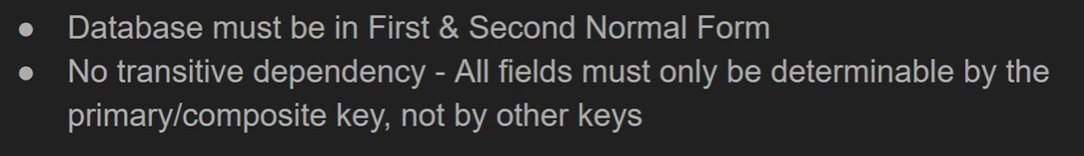 ● Database must be in First & Second Normal Form
● No transitive dependency - All fields must only be determinable by the
primary/composite key, not by other keys